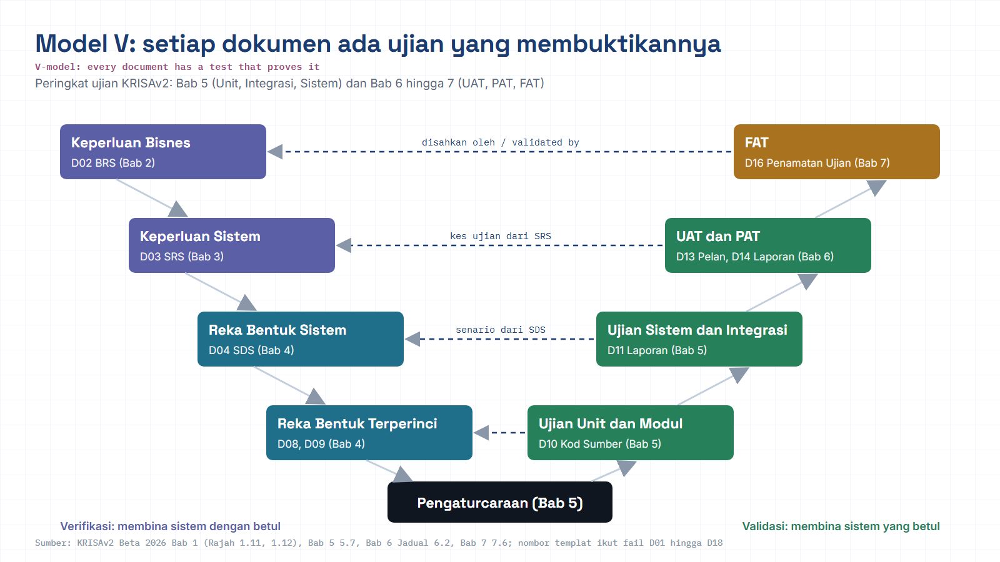 Model V: setiap dokumen ada ujian yang membuktikannya
V-model: every document has a test that proves it
Peringkat ujian KRISAv2: Bab 5 (Unit, Integrasi, Sistem) dan Bab 6 hingga 7 (UAT, PAT, FAT)
Keperluan Bisnes
D02 BRS (Bab 2)
disahkan oleh / validated by
FAT
D16 Penamatan Ujian (Bab 7)
Keperluan Sistem
D03 SRS (Bab 3)
kes ujian dari SRS
UAT dan PAT
D13 Pelan, D14 Laporan (Bab 6)
Reka Bentuk Sistem
D04 SDS (Bab 4)
senario dari SDS
Ujian Sistem dan Integrasi
D11 Laporan (Bab 5)
Reka Bentuk Terperinci
D08, D09 (Bab 4)
Ujian Unit dan Modul
D10 Kod Sumber (Bab 5)
Pengaturcaraan (Bab 5)
Verifikasi: membina sistem dengan betul
Validasi: membina sistem yang betul
Sumber: KRISAv2 Beta 2026 Bab 1 (Rajah 1.11, 1.12), Bab 5 5.7, Bab 6 Jadual 6.2, Bab 7 7.6; nombor templat ikut fail D01 hingga D18